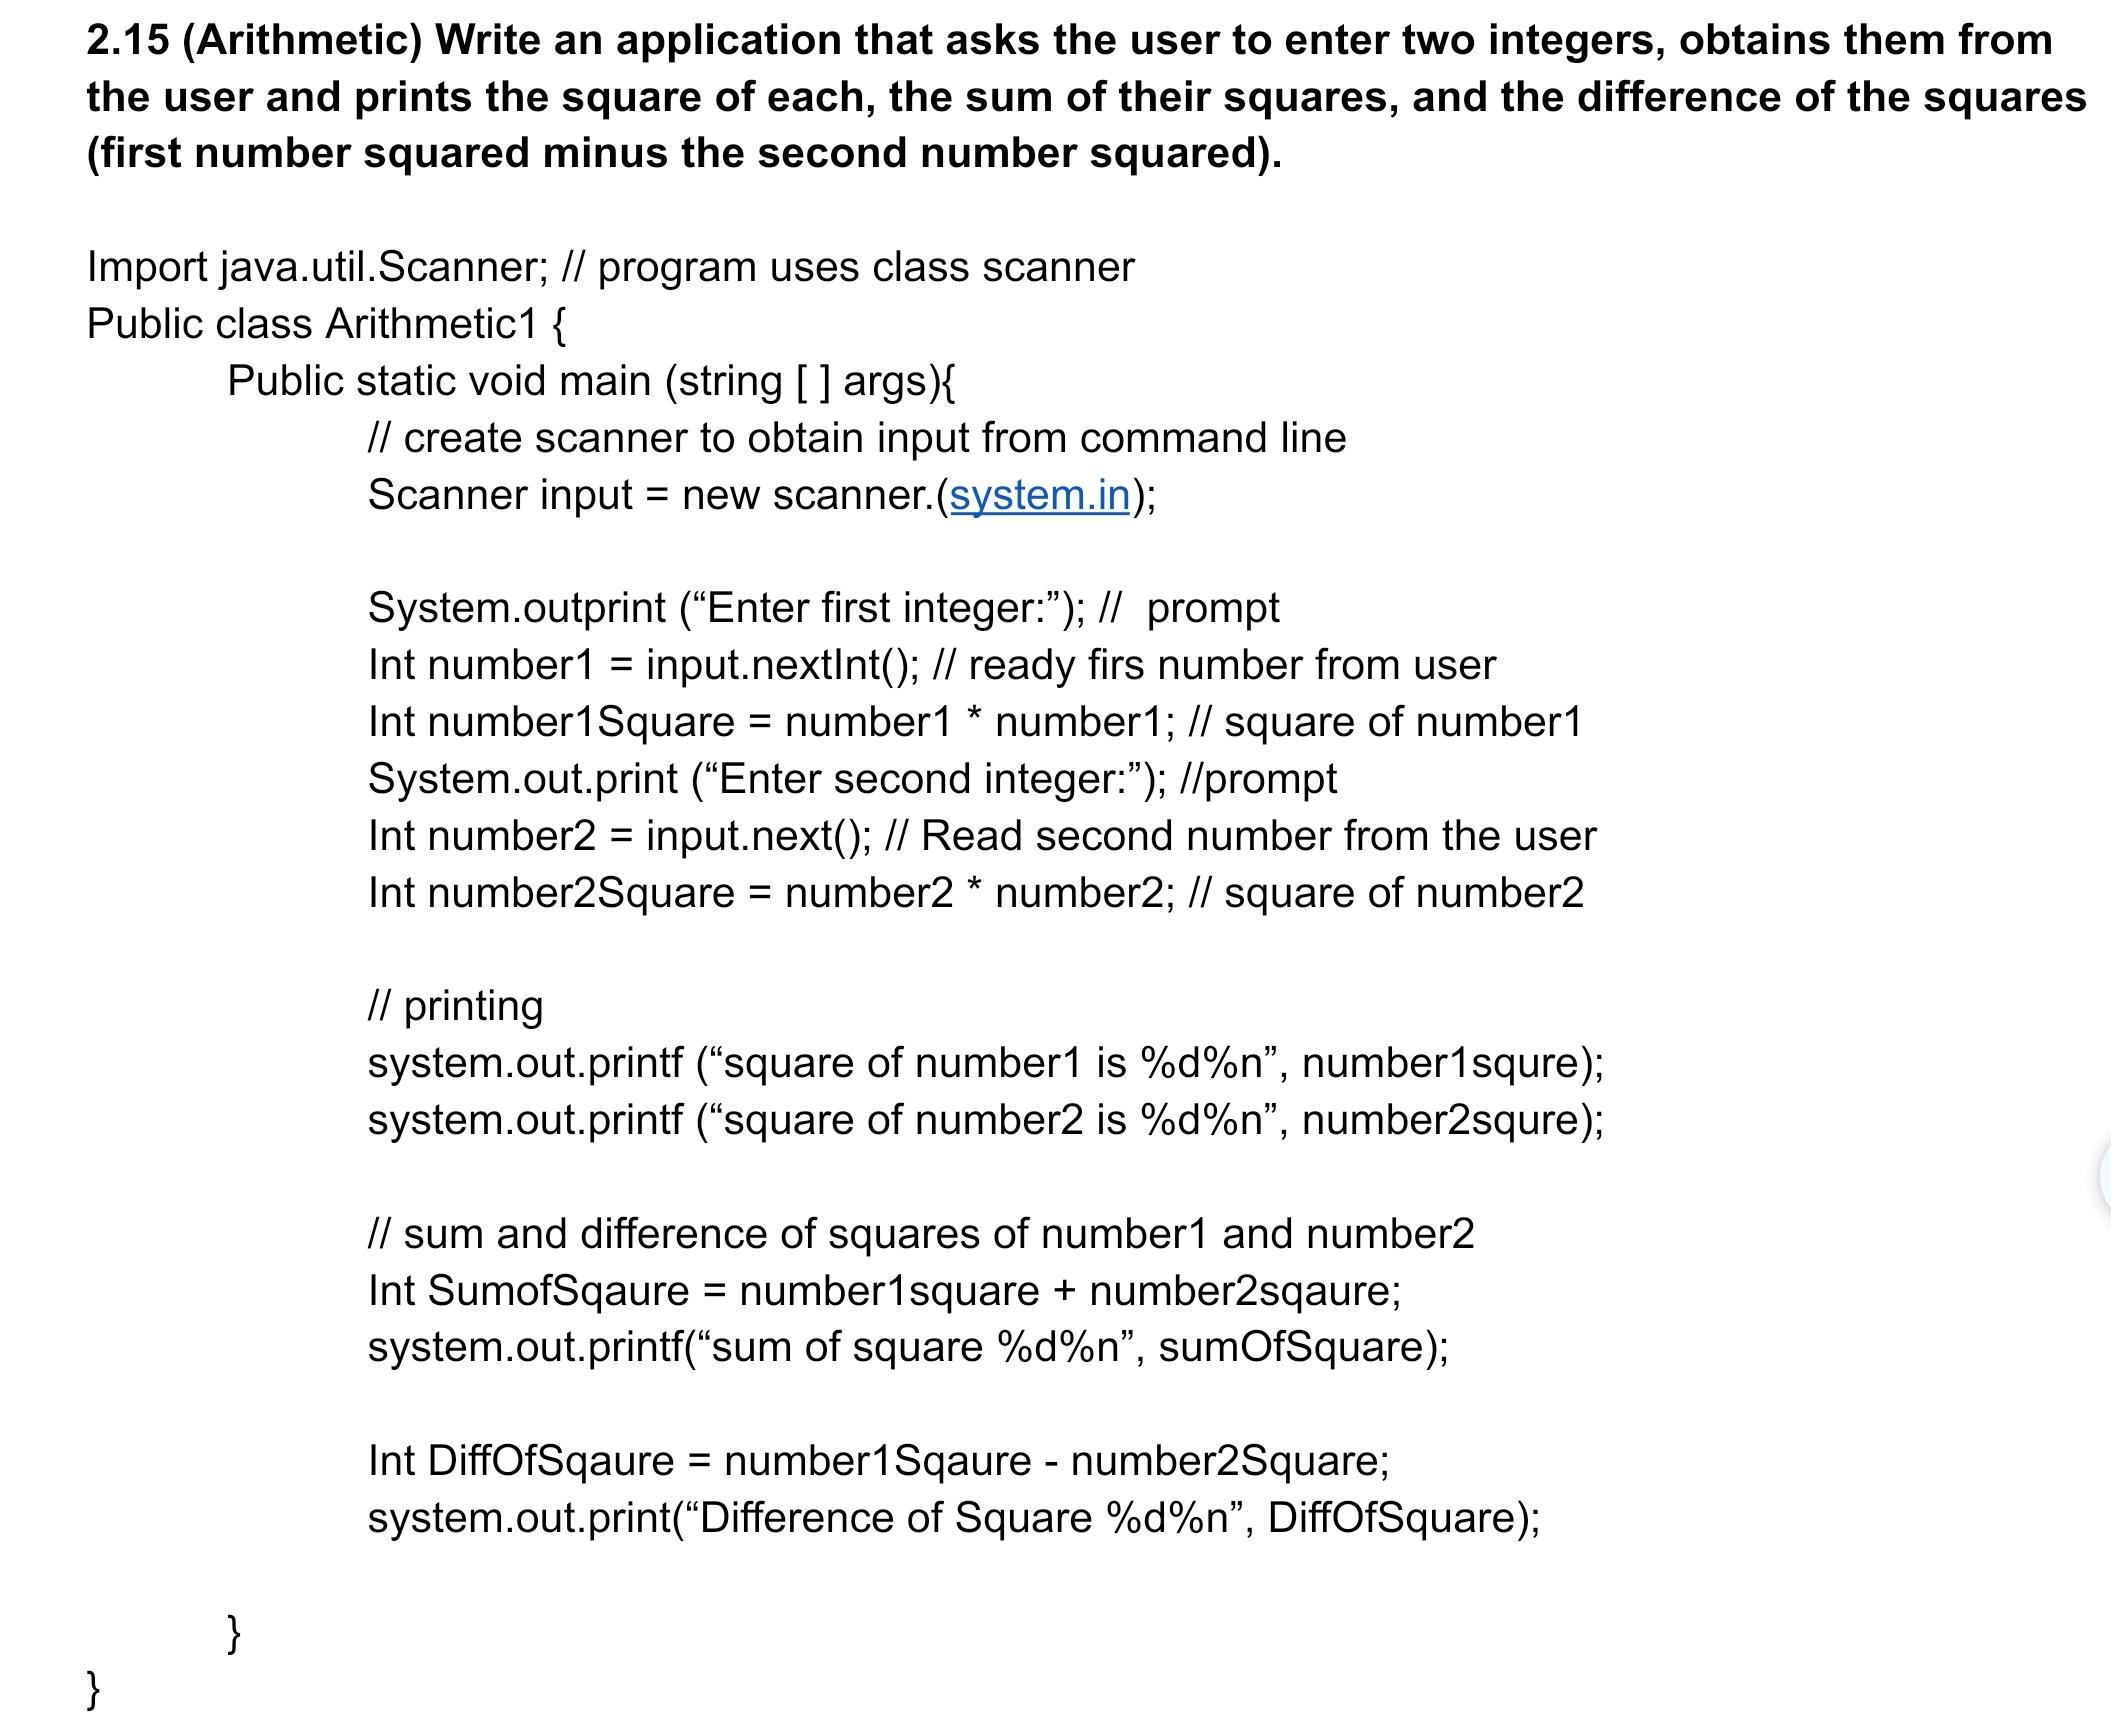 2.15 (Arithmetic) Write an application that asks the user to enter two integers, obtains them from
the user and prints the square of each, the sum of their squares, and the difference of the squares
(first number squared minus the second number squared).
Import java.util.Scanner; // program uses class scanner
Public class Arithmetic1 {
Public static void main (string [ ] args){
// create scanner to obtain input from command line
Scanner input = new scanner.(system.in);
System.outprint (“Enter first integer:”); //  prompt
Int number1 = input.nextInt(); // ready firs number from user
Int number1Square = number1 * number1; // square of number1
System.out.print (“Enter second integer:”); //prompt
Int number2 = input.next(); // Read second number from the user
Int number2Square = number2 * number2; // square of number2
// printing
system.out.printf (“square of number1 is %d%n”, number1squre);
system.out.printf (“square of number2 is %d%n”, number2squre);
// sum and difference of squares of number1 and number2
Int SumofSqaure = number1square + number2sqaure;
system.out.printf(“sum of square %d%n”, sumOfSquare);
Int DiffOfSqaure = number1Sqaure - number2Square;
system.out.print(“Difference of Square %d%n”, DiffOfSquare);
}
}